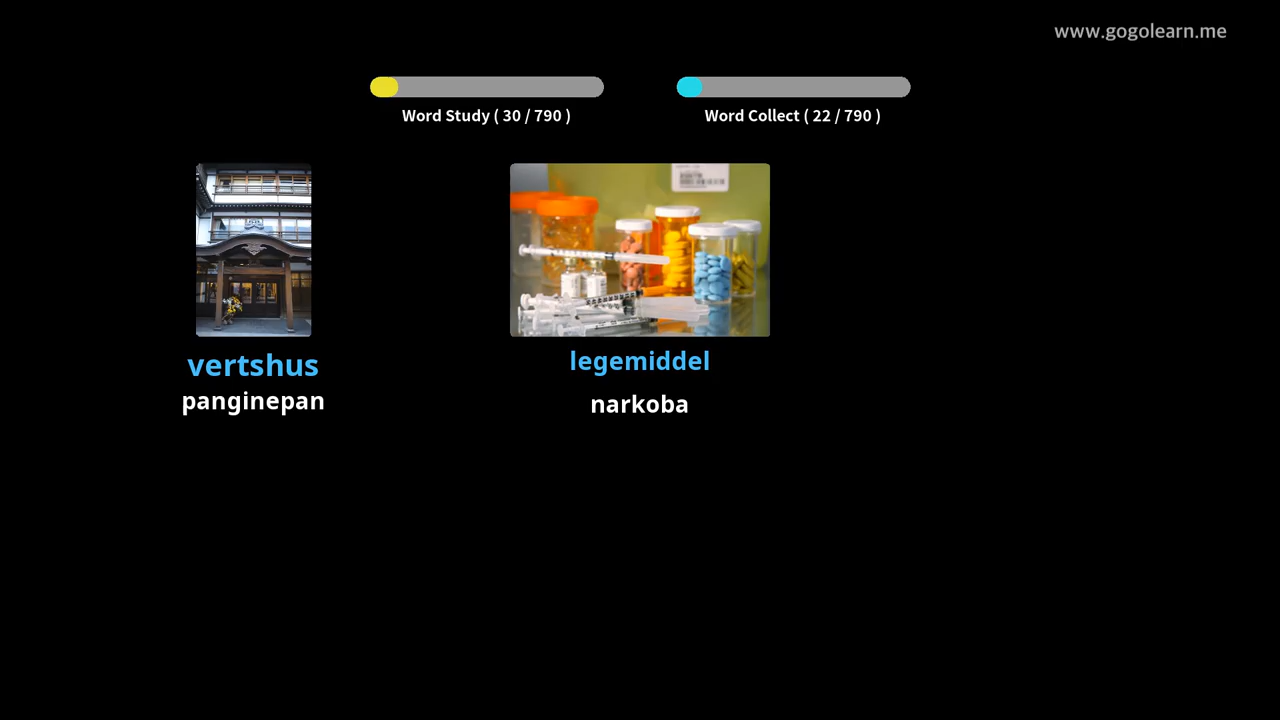 www.gogolearn.me
Word Study ( 30 / 790 )
Word Collect ( 22 / 790 )
vertshus
panginepan
legemiddel
narkoba